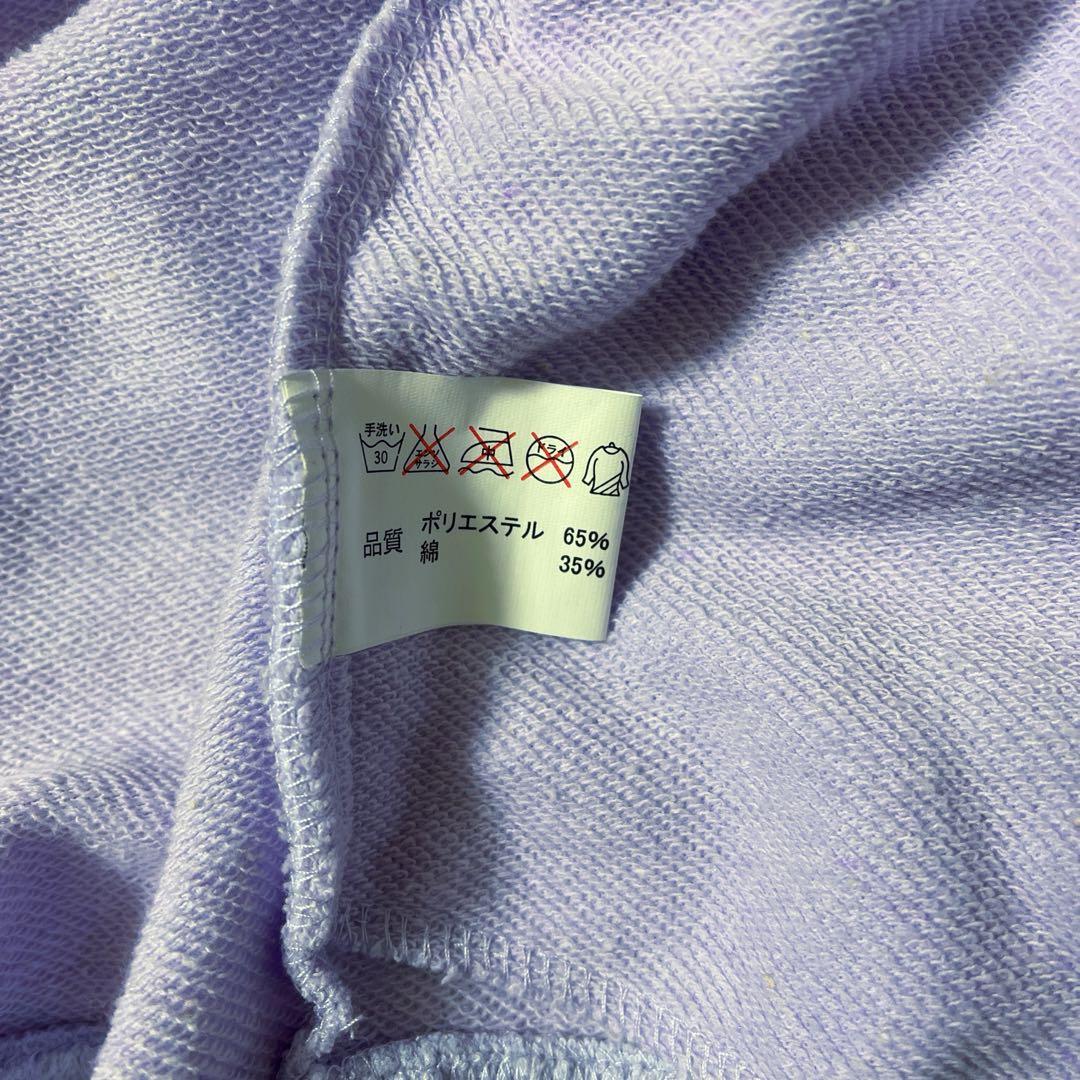 手洗い
30
エンソ
サラシ
中
ドライ
品質 ポリエステル 65%
綿 35%